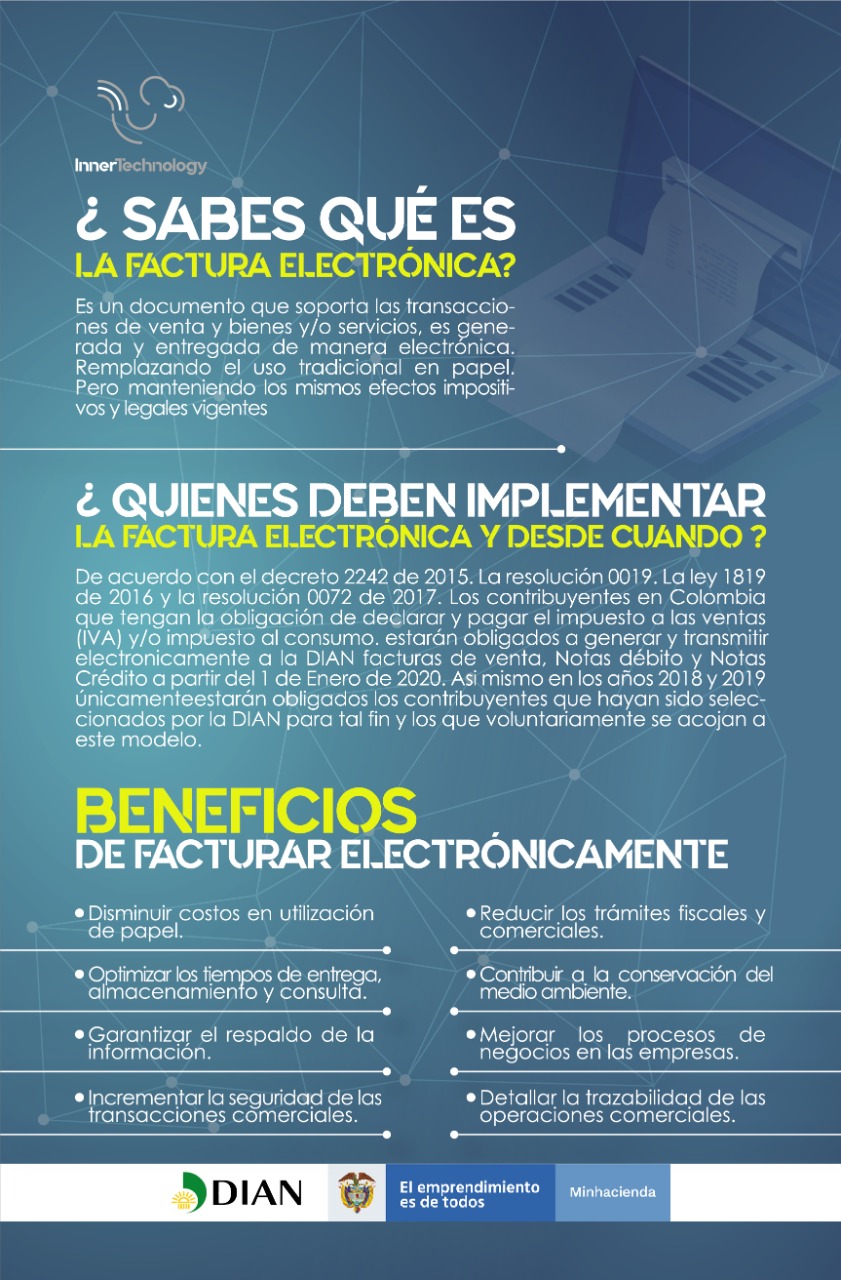 InnerTechnology
¿ SABES QUÉ ES
LA FACTURA ELECTRÓNICA?
Es un documento que soporta las transaccio-
nes de venta y bienes y/o servicios, es gene-
rada y entregada de manera electrónica.
Remplazando el uso tradicional en papel.
Pero manteniendo los mismos efectos impositi-
vos y legales vigentes
¿ QUIENES DEBEN IMPLEMENTAR
LA FACTURA ELECTRÓNICA Y DESDE CUANDO ?
De acuerdo con el decreto 2242 de 2015. La resolución 0019. La ley 1819
de 2016 y la resolución 0072 de 2017. Los contribuyentes en Colombia
que tengan la obligación de declarar y pagar el impuesto a las ventas
(IVA) y/o impuesto al consumo. estarán obligados a generar y transmitir
electronicamente a la DIAN facturas de venta, Notas débito y Notas
Crédito a partir del 1 de Enero de 2020. Asi mismo en los años 2018 y 2019
únicamenteestarán obligados los contribuyentes que hayan sido selec-
cionados por la DIAN para tal fin y los que voluntariamente se acojan a
este modelo.
BENEFICIOS
DE FACTURAR ELECTRÓNICAMENTE
• Disminuir costos en utilización
de papel.
• Optimizar los tiempos de entrega,
almacenamiento y consulta.
• Garantizar el respaldo de la
información.
• Incrementar la seguridad de las
transacciones comerciales.
• Reducir los trámites fiscales y
comerciales.
• Contribuir a la conservación del
medio ambiente.
• Mejorar los procesos de
negocios en las empresas.
• Detallar la trazabilidad de las
operaciones comerciales.
DIAN
El emprendimiento
es de todos
Minhacienda